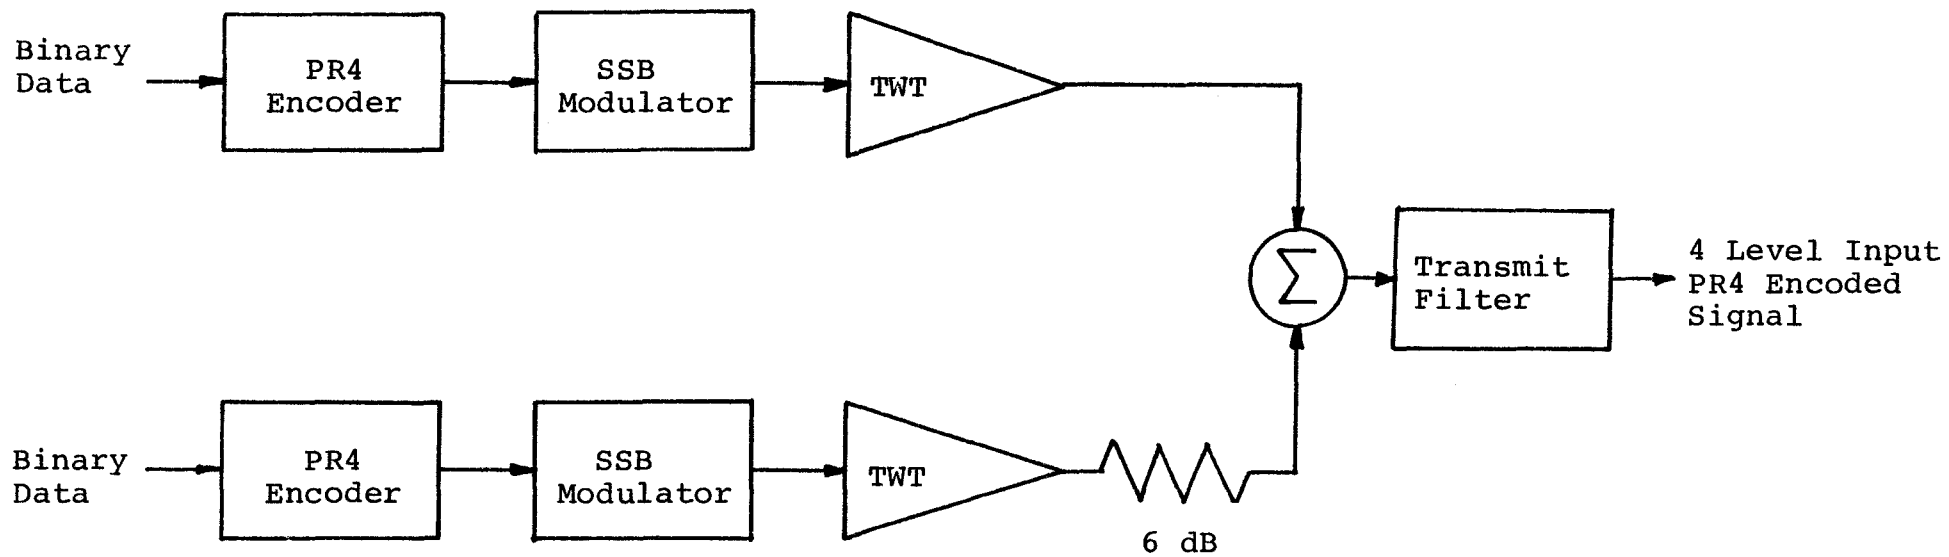 Binary
Data
PR4
Encoder
SSB
Modulator
TWT
Σ
Transmit
Filter
4 Level Input
PR4 Encoded
Signal
Binary
Data
PR4
Encoder
SSB
Modulator
TWT
6 dB